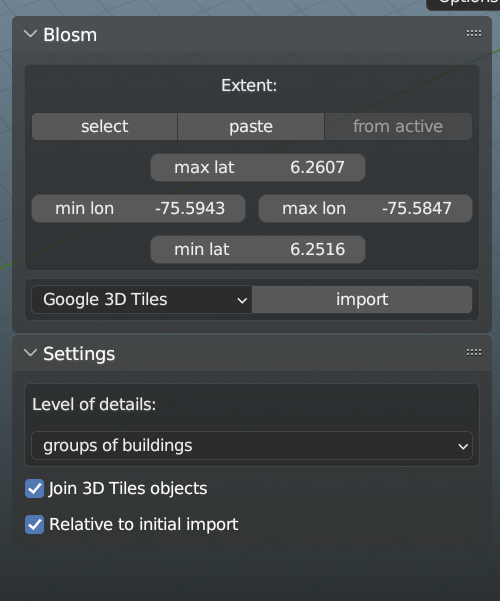 Options
Blosm
Extent:
select paste from active
max lat 6.2607
min lon -75.5943 max lon -75.5847
min lat 6.2516
Google 3D Tiles import
Settings
Level of details:
groups of buildings
Join 3D Tiles objects
Relative to initial import